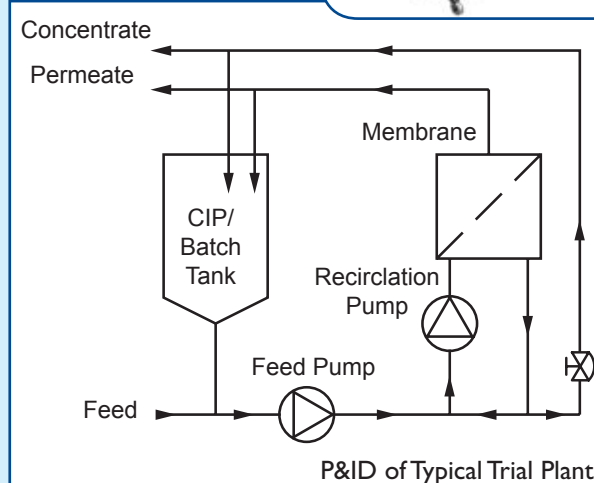 Concentrate
Permeate
Membrane
CIP/
Batch
Tank
Recirclation
Pump
Feed Pump
Feed
P&ID of Typical Trial Plant